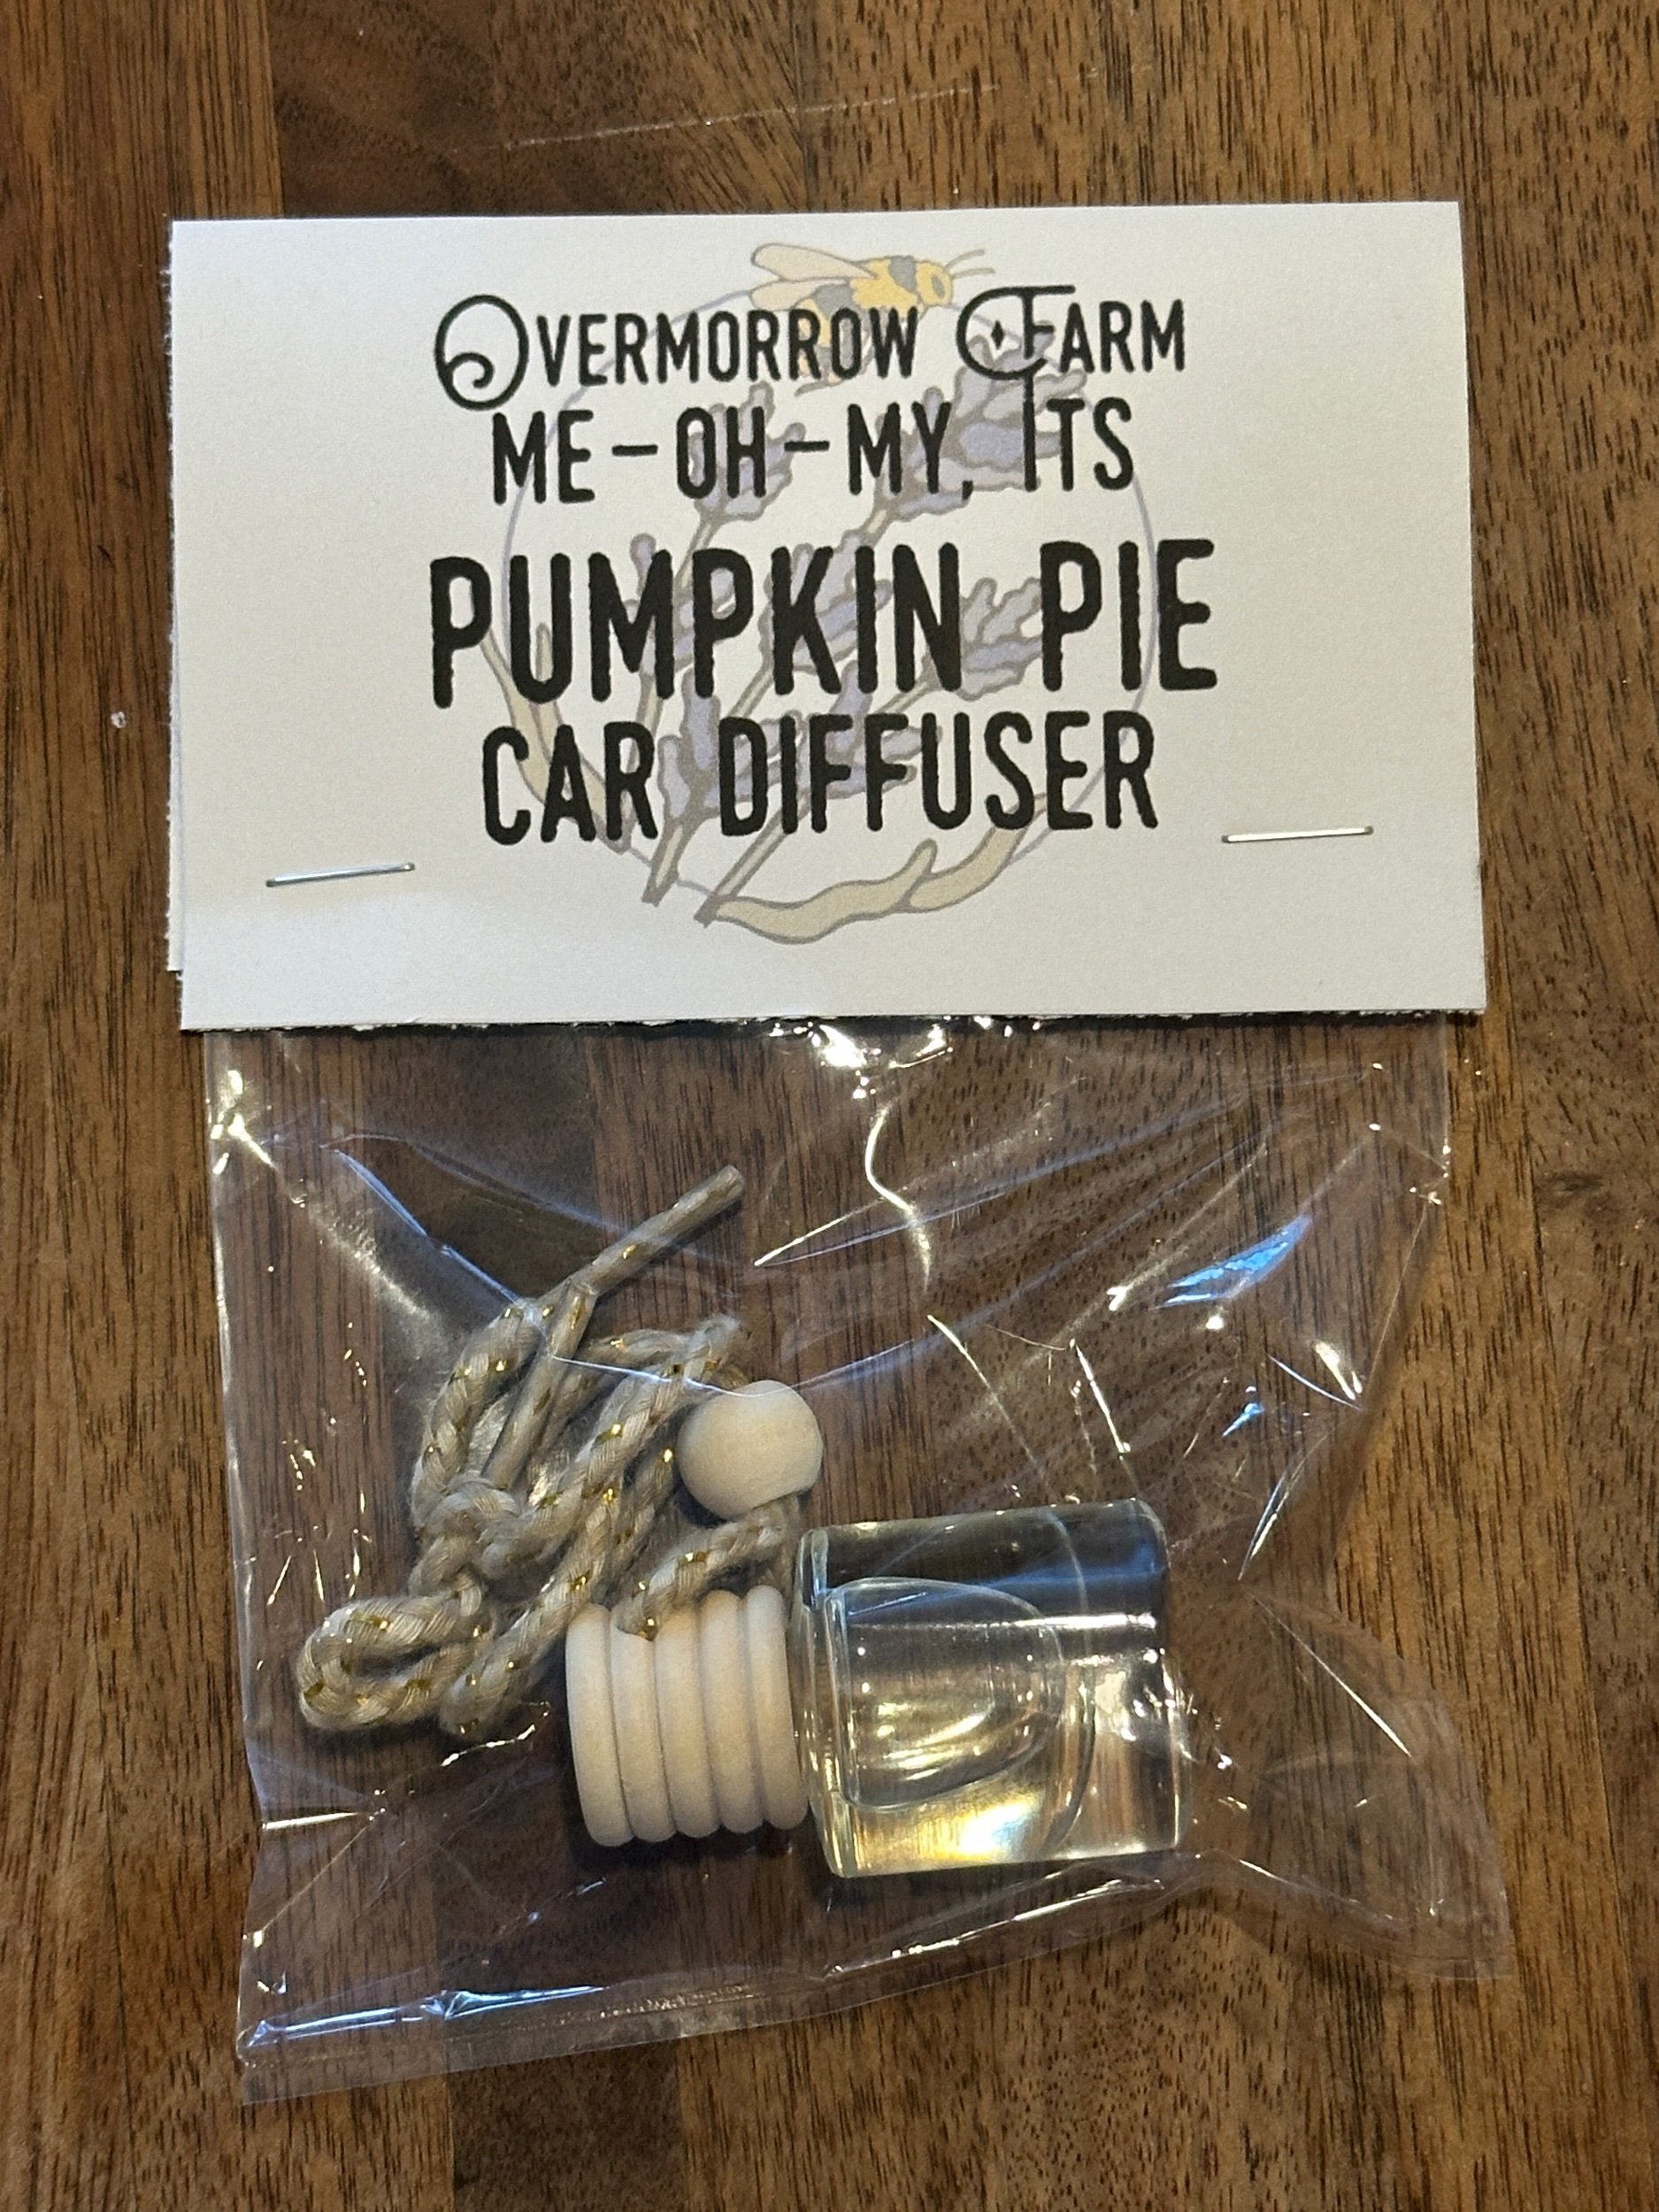 OVERMORROW FARM
ME-OH-MY, ITS
PUMPKIN PIE
CAR DIFFUSER